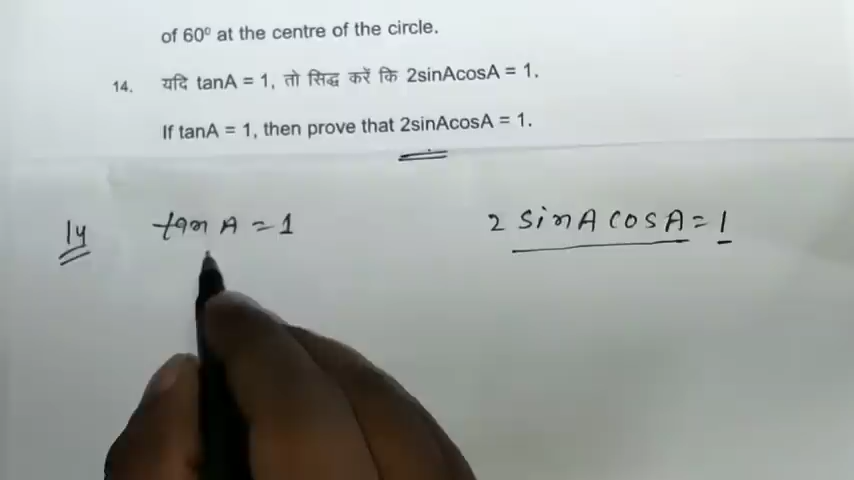 of 60° at the centre of the circle.
14. यदि tanA = 1, तो सिद्ध करें कि 2sinAcosA = 1.
If tanA = 1, then prove that 2sinAcosA = 1.
14 tan A = 1 2 sin A cos A = 1